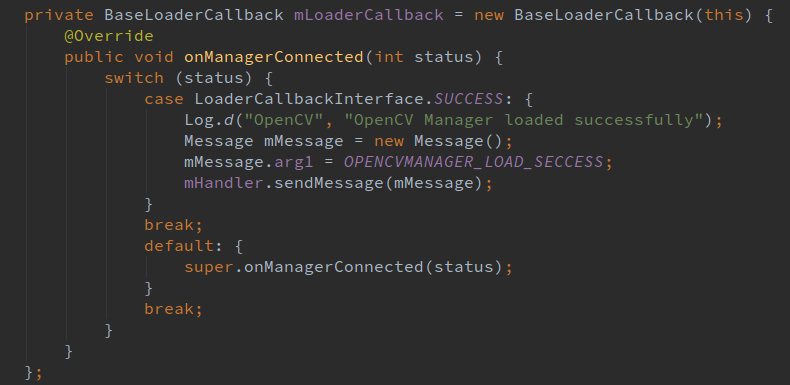 private BaseLoaderCallback mLoaderCallback = new BaseLoaderCallback(this) {
    @Override
    public void onManagerConnected(int status) {
        switch (status) {
            case LoaderCallbackInterface.SUCCESS: {
                Log.d("OpenCV", "OpenCV Manager loaded successfully");
                Message mMessage = new Message();
                mMessage.arg1 = OPENCVMANAGER_LOAD_SECCESS;
                mHandler.sendMessage(mMessage);
            }
            break;
            default: {
                super.onManagerConnected(status);
            }
            break;
        }
    }
};